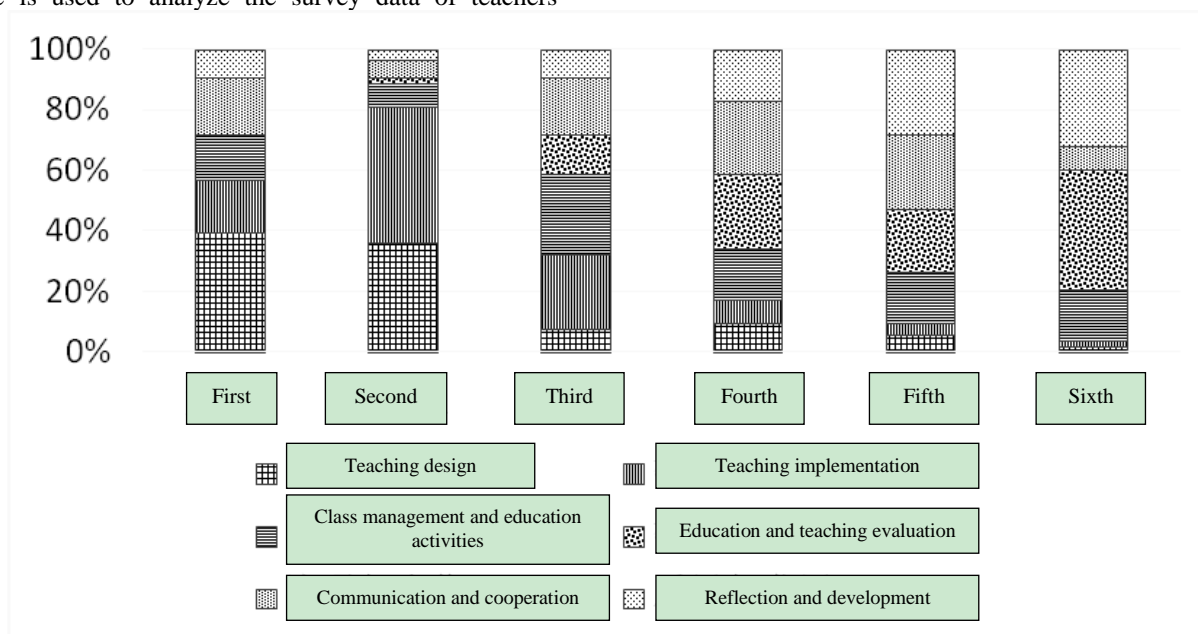 is used to analyze the survey data of teachers
100%
80%
60%
40%
20%
0%
First Second Third Fourth Fifth Sixth
Teaching design Teaching implementation
Class management and education
activities
Education and teaching evaluation
Communication and cooperation Reflection and development